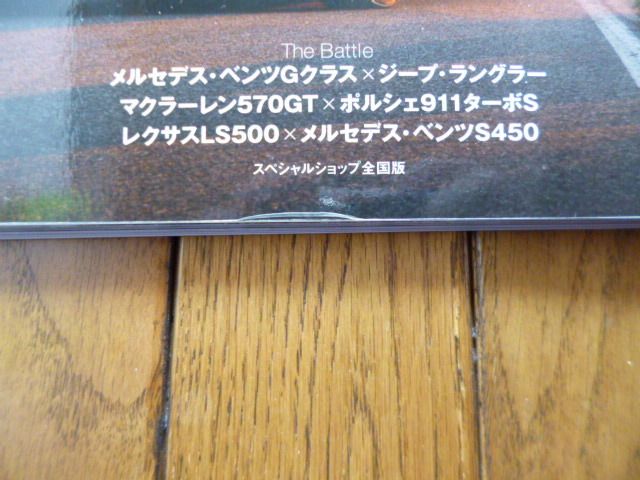 The Battle
メルセデス・ベンツGクラス×ジープ・ラングラー
マクラーレン570GT×ポルシェ911ターボS
レクサスLS500×メルセデス・ベンツS450
スペシャルショップ全国版